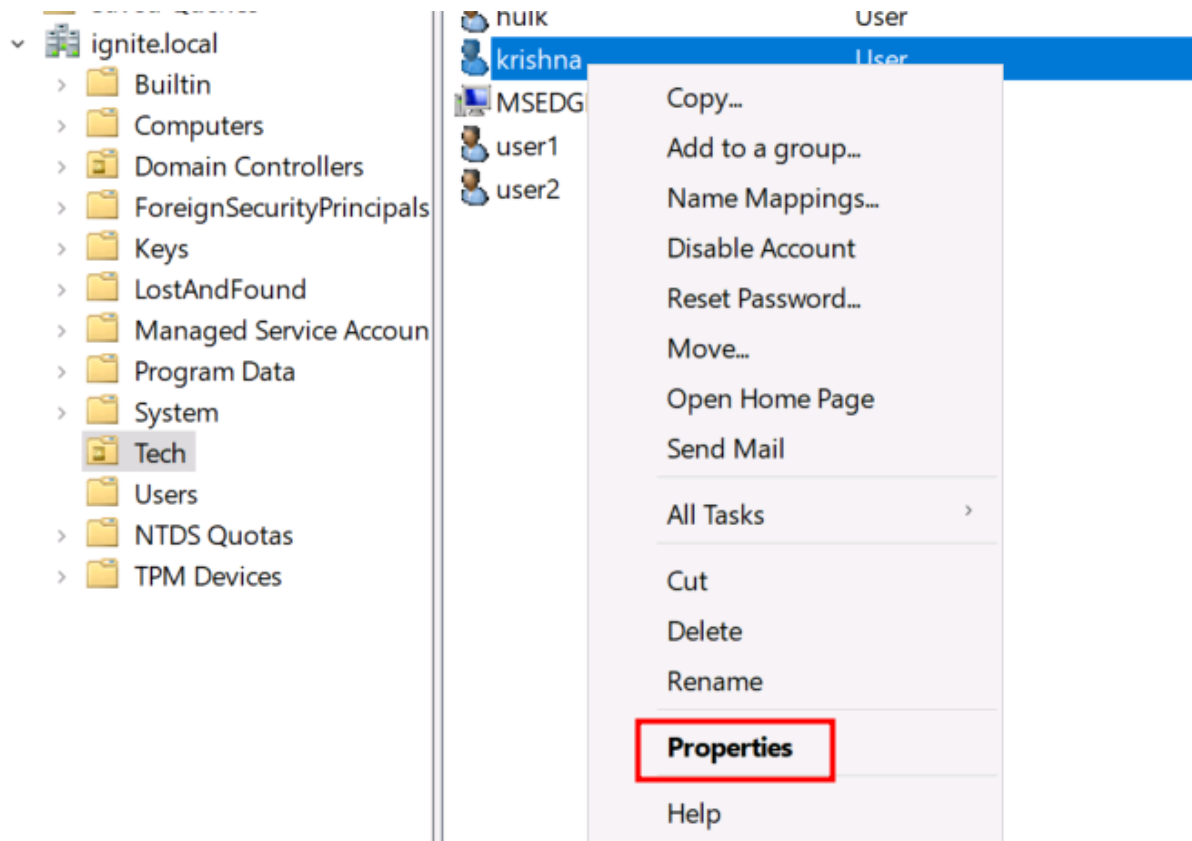 ignite.local
Builtin
Computers
Domain Controllers
ForeignSecurityPrincipals
Keys
LostAndFound
Managed Service Accoun
Program Data
System
Tech
Users
NTDS Quotas
TPM Devices
hulk User
krishna User
MSEDG
user1
user2
Copy...
Add to a group...
Name Mappings...
Disable Account
Reset Password...
Move...
Open Home Page
Send Mail
All Tasks
Cut
Delete
Rename
Properties
Help